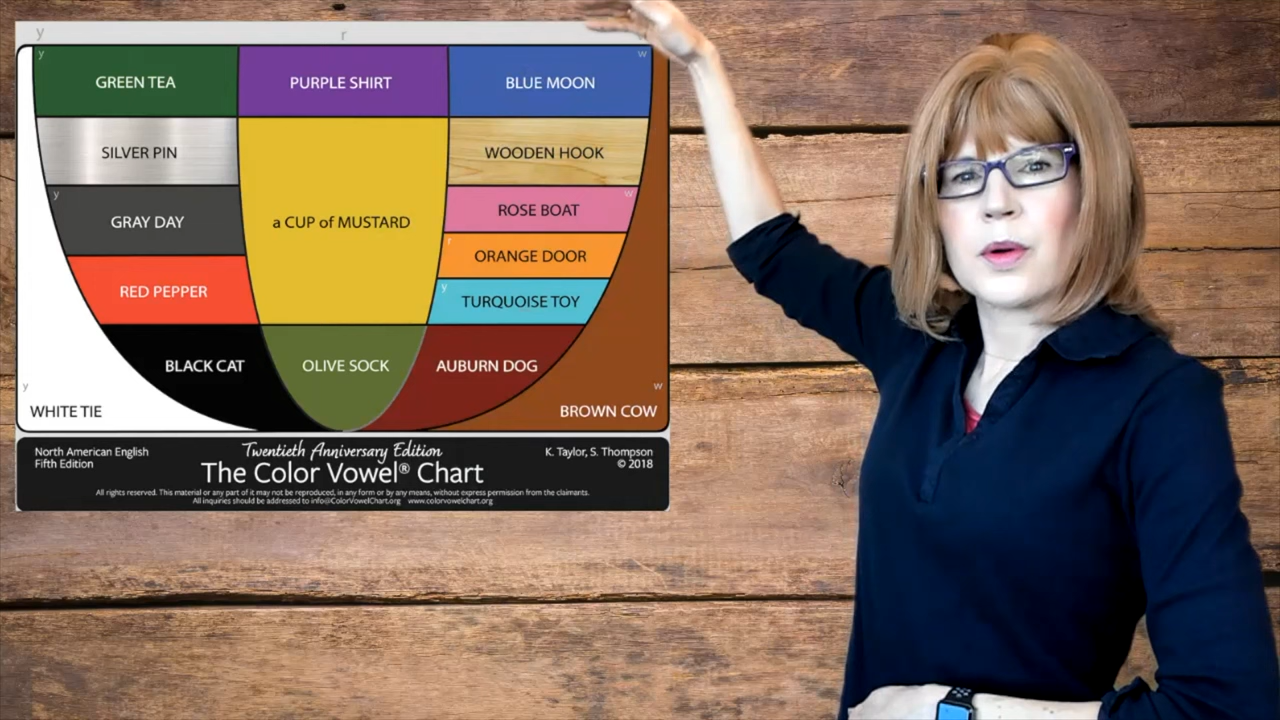 y r
y w
GREEN TEA PURPLE SHIRT BLUE MOON
SILVER PIN WOODEN HOOK
y w
GRAY DAY a CUP of MUSTARD ROSE BOAT
r
ORANGE DOOR
y
RED PEPPER TURQUOISE TOY
BLACK CAT OLIVE SOCK AUBURN DOG
y w
WHITE TIE BROWN COW
North American English
Fifth Edition
Twentieth Anniversary Edition
The Color Vowel® Chart
K. Taylor, S. Thompson
© 2018
All rights reserved. This material or any part of it may not be reproduced, in any form or by any means, without express permission from the claimants.
All inquiries should be addressed to info@ColorVowelChart.org www.colorvowelchart.org